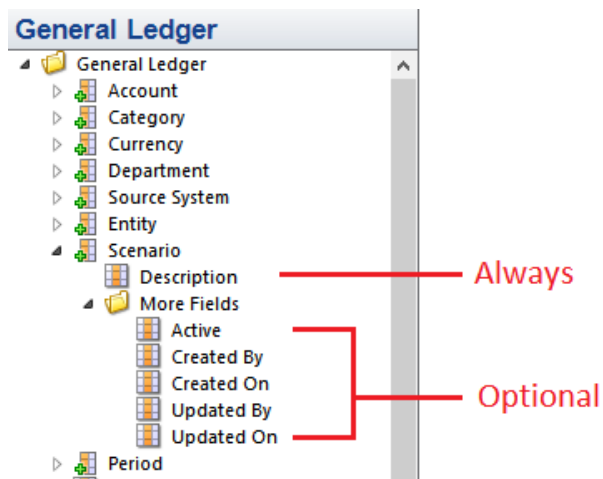 General Ledger
General Ledger
Account
Category
Currency
Department
Source System
Entity
Scenario
Description
Always
More Fields
Active
Created By
Created On
Optional
Updated By
Updated On
Period